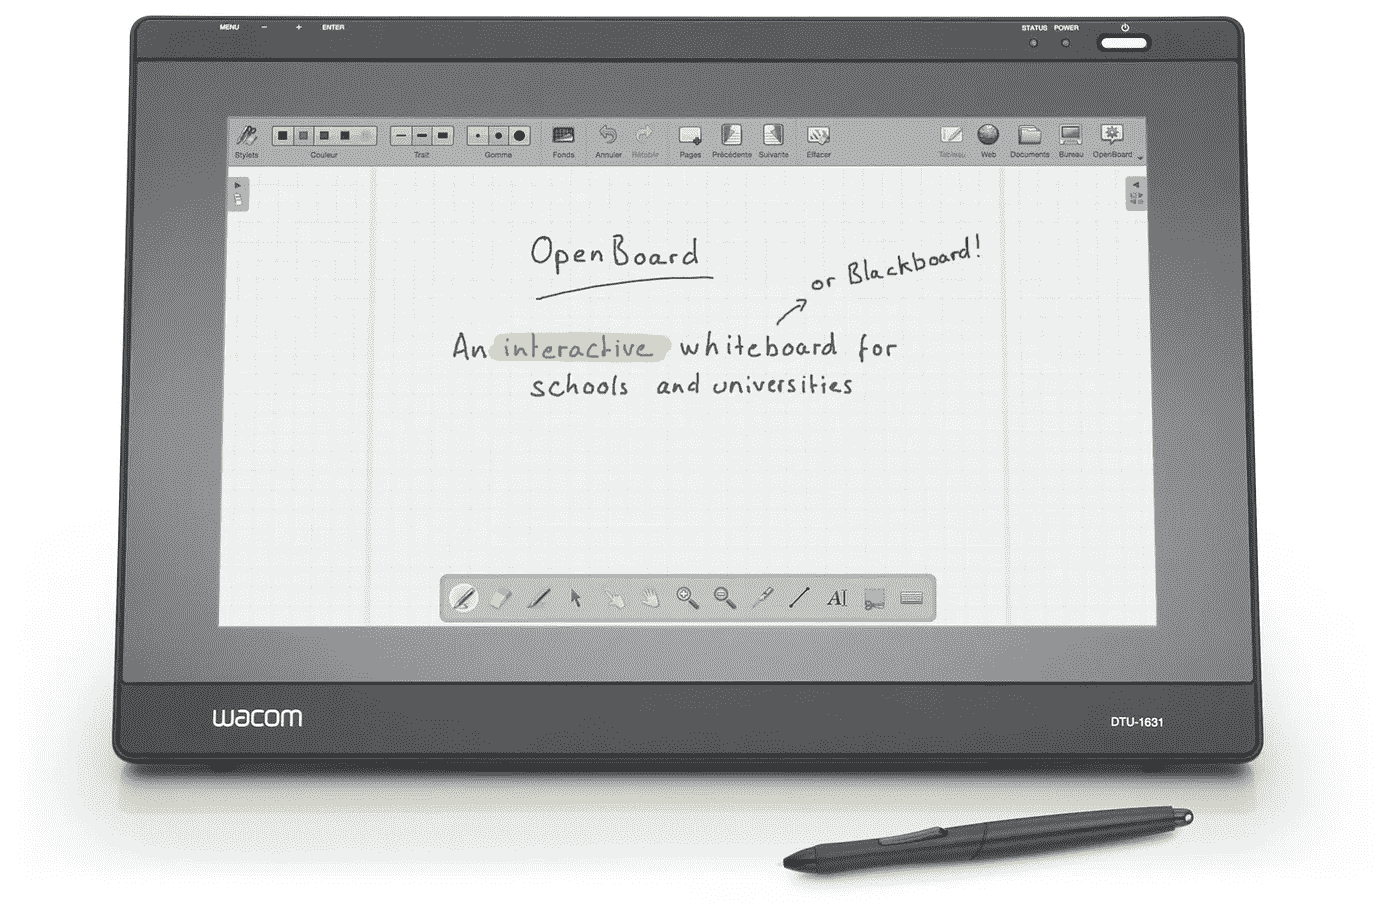 MENU − + ENTER STATUS POWER
Stylets Couleur Trait Gomme Fonds Annuler Rétablir Pages Précédente Suivante Effacer Tableau Web Documents Bureau OpenBoard
OpenBoard
or Blackboard!
An interactive whiteboard for
schools and universities
AI
wacom DTU-1631